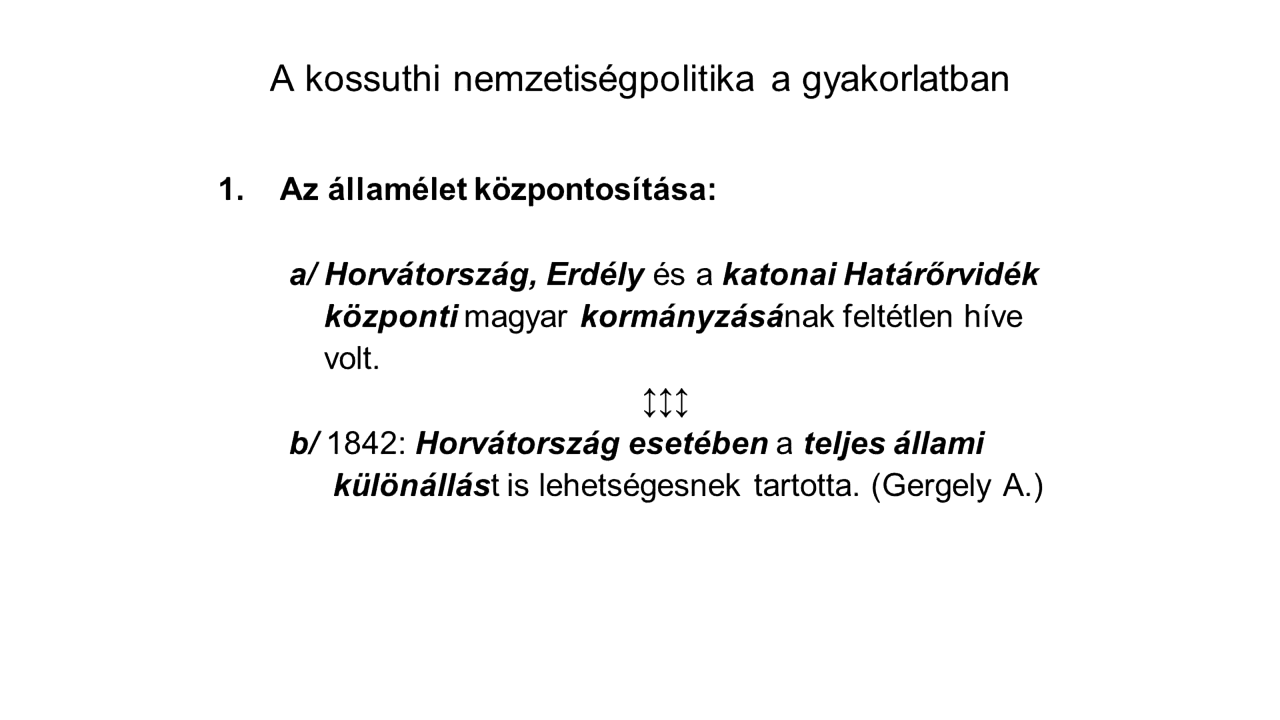 A kossuthi nemzetiségpolitika a gyakorlatban
1. Az államélet központosítása:
a/ Horvátország, Erdély és a katonai Határőrvidék
központi magyar kormányzásának feltétlen híve
volt.
↕↕↕
b/ 1842: Horvátország esetében a teljes állami
különállást is lehetségesnek tartotta. (Gergely A.)